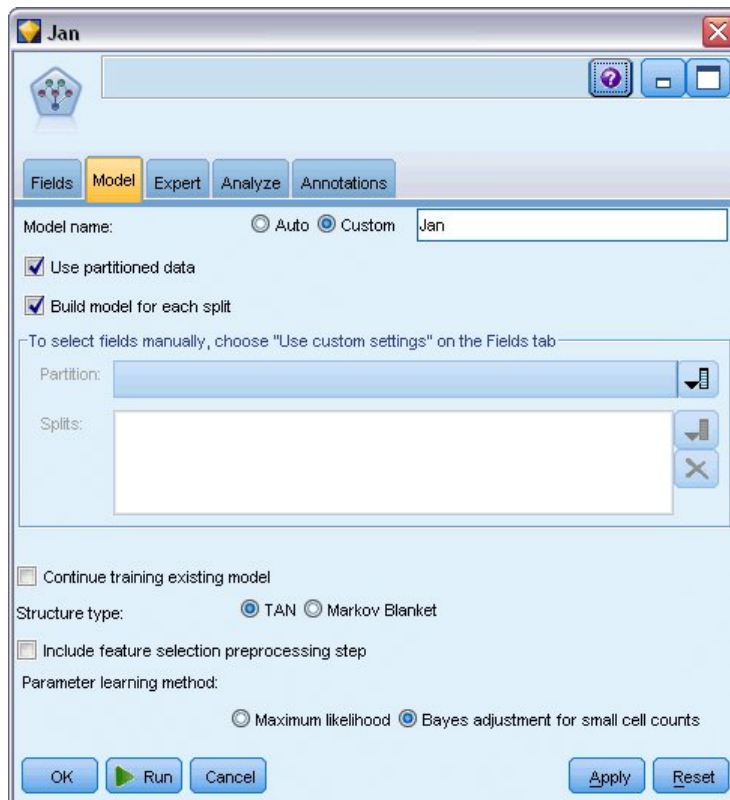 Jan
Fields Model Expert Analyze Annotations
Model name: Auto Custom Jan
Use partitioned data
Build model for each split
To select fields manually, choose "Use custom settings" on the Fields tab
Partition:
Splits:
Continue training existing model
Structure type: TAN Markov Blanket
Include feature selection preprocessing step
Parameter learning method:
Maximum likelihood Bayes adjustment for small cell counts
OK Run Cancel Apply Reset